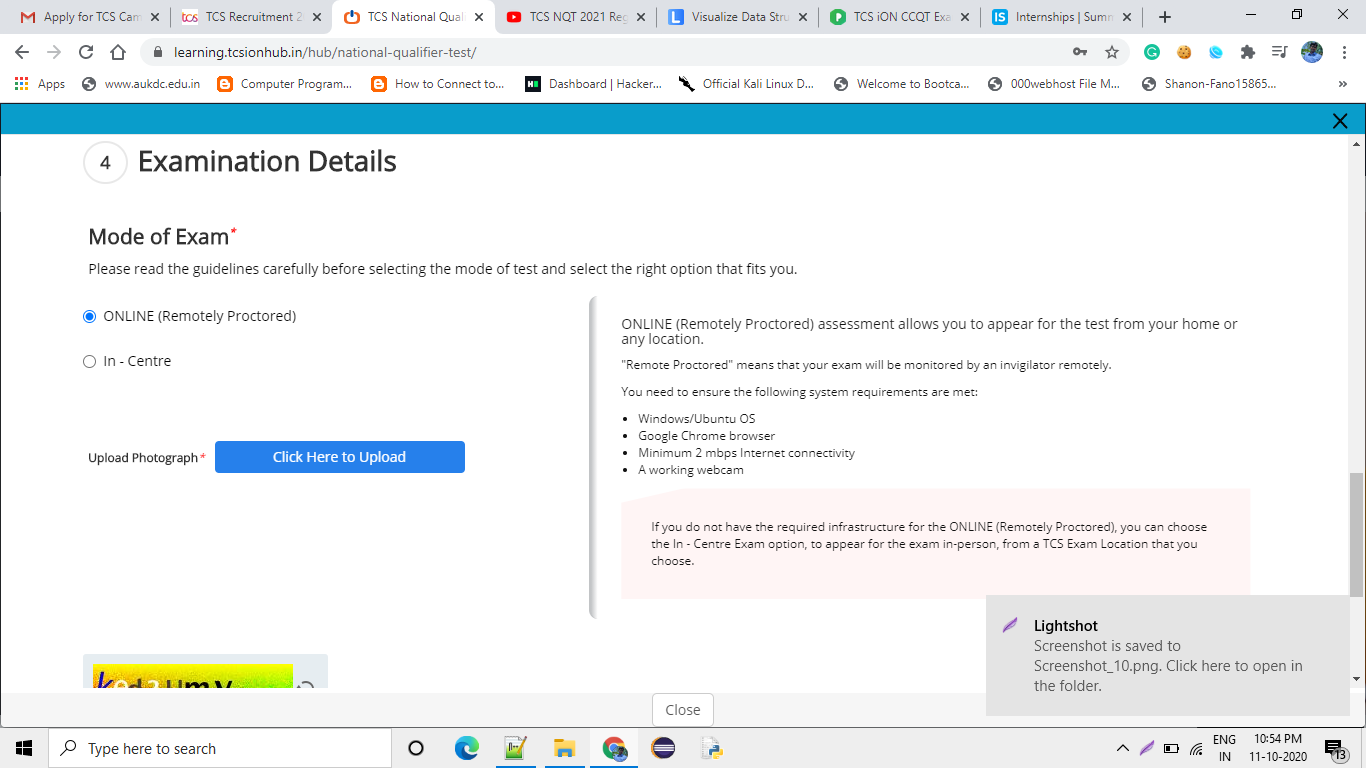 Apply for TCS Cam
TCS Recruitment 2
TCS National Qual
TCS NQT 2021 Reg
Visualize Data Stru
TCS iON CCQT Exa
Internships | Summ
learning.tcsionhub.in/hub/national-qualifier-test/
Apps
www.aukdc.edu.in
Computer Program...
How to Connect to...
Dashboard | Hacker...
Official Kali Linux D...
Welcome to Bootca...
000webhost File M...
Shanon-Fano15865...
4 Examination Details
Mode of Exam*
Please read the guidelines carefully before selecting the mode of test and select the right option that fits you.
ONLINE (Remotely Proctored)
In - Centre
Upload Photograph* Click Here to Upload
ONLINE (Remotely Proctored) assessment allows you to appear for the test from your home or
any location.
"Remote Proctored" means that your exam will be monitored by an invigilator remotely.
You need to ensure the following system requirements are met:
• Windows/Ubuntu OS
• Google Chrome browser
• Minimum 2 mbps Internet connectivity
• A working webcam
If you do not have the required infrastructure for the ONLINE (Remotely Proctored), you can choose
the In - Centre Exam option, to appear for the exam in-person, from a TCS Exam Location that you
choose.
Lightshot
Screenshot is saved to
Screenshot_10.png. Click here to open in
the folder.
Close
Type here to search
ENG
IN
10:54 PM
11-10-2020
13